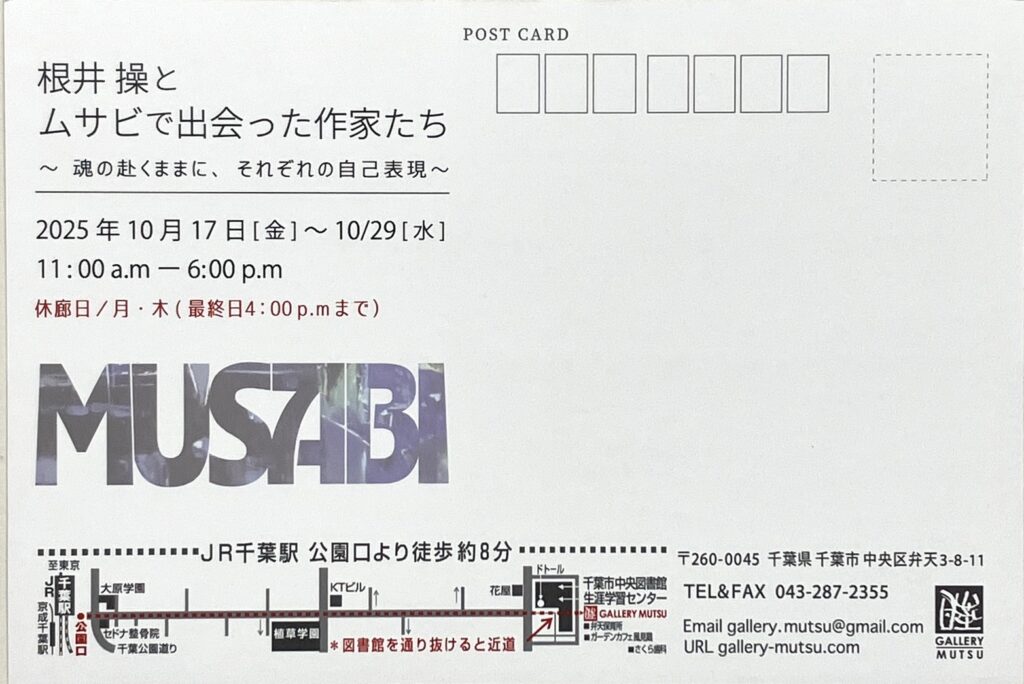 POST CARD
根井 操と
ムサビで出会った作家たち
～ 魂の赴くままに、それぞれの自己表現～
2025 年 10 月 17 日[ 金 ] ～ 10/29 [ 水 ]
11 : 00 a.m ー 6:00 p.m
休廊日 / 月・木 ( 最終日4：00 p.m まで )
MUSABI
JR千葉駅 公園口より徒歩約8分
至東京
JR
千葉駅
京成千葉駅
●公園口
大原学園
セドナ整骨院
千葉公園通り
植草学園
KTビル
＊図書館を通り抜けると近道
花屋
ドトール
千葉市中央図書館
生涯学習センター
GALLERY MUTSU
■弁天保育所
■ガーデンカフェ風見鶏
■さくら歯科
〒260-0045 千葉県 千葉市 中央区弁天3-8-11
TEL&FAX 043-287-2355
Email gallery.mutsu@gmail.com
URL gallery-mutsu.com
GALLERY
MUTSU